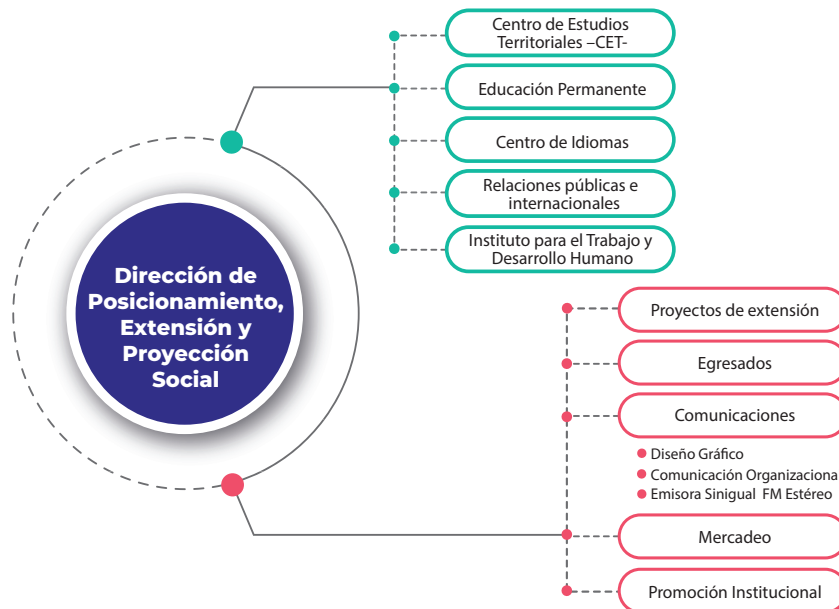 Centro de Estudios
Territoriales –CET-
Educación Permanente
Centro de Idiomas
Relaciones públicas e
internacionales
Instituto para el Trabajo y
Desarrollo Humano
Dirección de
Posicionamiento,
Extensión y
Proyección
Social
Proyectos de extensión
Egresados
Comunicaciones
Diseño Gráfico
Comunicación Organizaciona
Emisora Sinigual FM Estéreo
Mercadeo
Promoción Institucional